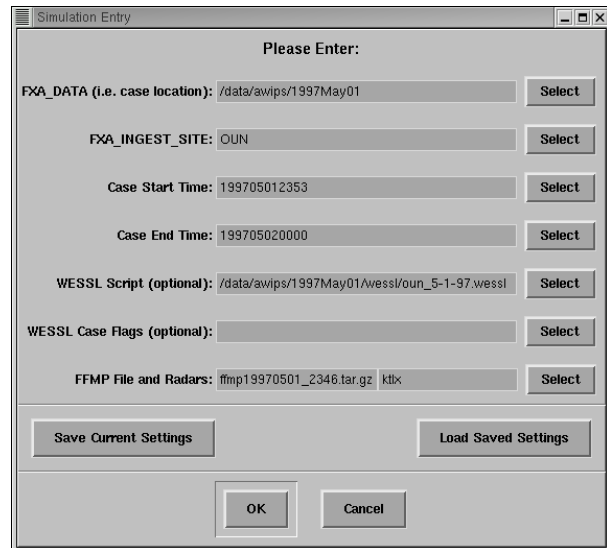 Simulation Entry
Please Enter:
FXA_DATA (i.e. case location): /data/awips/1997May01 Select
FXA_INGEST_SITE: OUN Select
Case Start Time: 199705012353 Select
Case End Time: 199705020000 Select
WESSL Script (optional): /data/awips/1997May01/wessl/oun_5-1-97.wessl Select
WESSL Case Flags (optional): Select
FFMP File and Radars: ffmp19970501_2346.tar.gz ktlx Select
Save Current Settings Load Saved Settings
OK Cancel